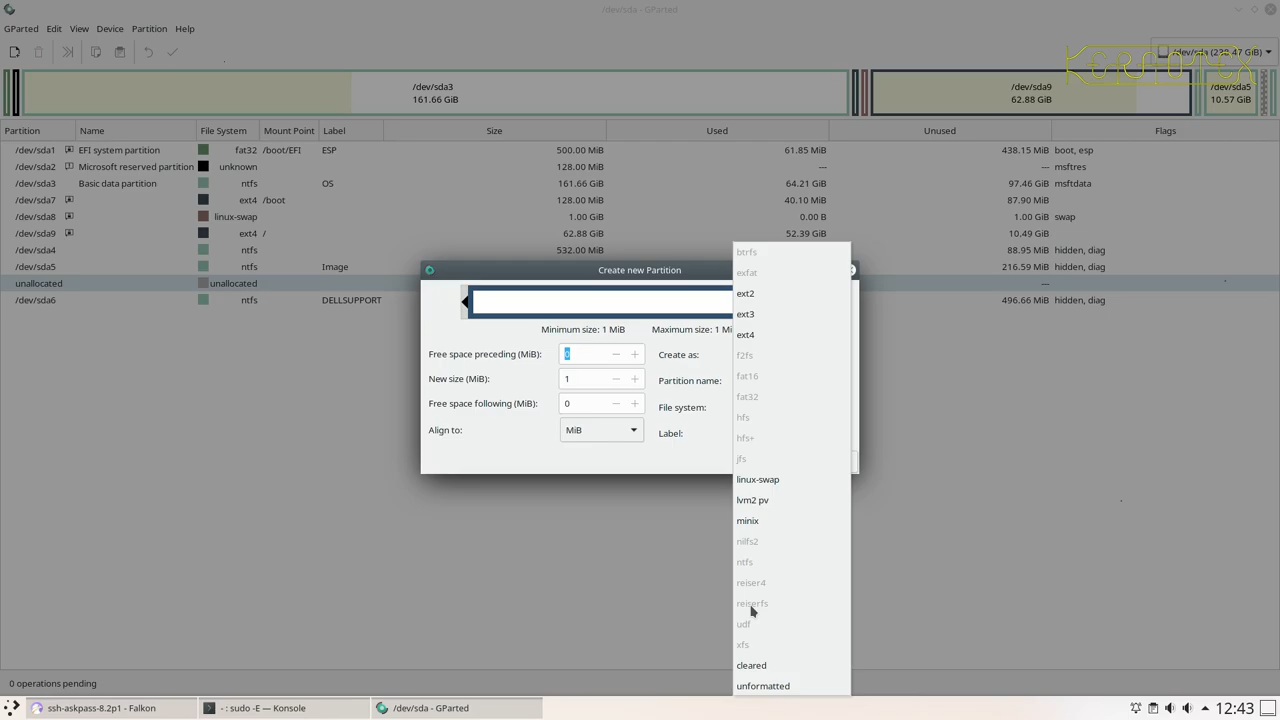 /dev/sda - GParted
GParted Edit View Device Partition Help
/dev/sda (238.47 GiB)
KERAPTEX
/dev/sda3
161.66 GiB
/dev/sda9
62.88 GiB
/dev/sda5
10.57 GiB
Partition Name File System Mount Point Label Size Used Unused Flags
/dev/sda1 EFI system partition fat32 /boot/EFI ESP 500.00 MiB 61.85 MiB 438.15 MiB boot, esp
/dev/sda2 Microsoft reserved partition unknown 128.00 MiB — — msftres
/dev/sda3 Basic data partition ntfs OS 161.66 GiB 64.21 GiB 97.46 GiB msftdata
/dev/sda7 ext4 /boot 128.00 MiB 40.10 MiB 87.90 MiB
/dev/sda8 linux-swap 1.00 GiB 0.00 B 1.00 GiB swap
/dev/sda9 ext4 / 62.88 GiB 52.39 GiB 10.49 GiB
/dev/sda4 ntfs 532.00 MiB 88.95 MiB hidden, diag
/dev/sda5 ntfs Image 216.59 MiB hidden, diag
unallocated unallocated —
/dev/sda6 ntfs DELLSUPPORT 496.66 MiB hidden, diag
Create new Partition
Minimum size: 1 MiB Maximum size: 1 Mi
Free space preceding (MiB): 0 Create as:
New size (MiB): 1 Partition name:
Free space following (MiB): 0 File system:
Align to: MiB Label:
btrfs
exfat
ext2
ext3
ext4
f2fs
fat16
fat32
hfs
hfs+
jfs
linux-swap
lvm2 pv
minix
nilfs2
ntfs
reiser4
reiserfs
udf
xfs
cleared
unformatted
0 operations pending
ssh-askpass-8.2p1 - Falkon - : sudo -E — Konsole /dev/sda - GParted 12:43